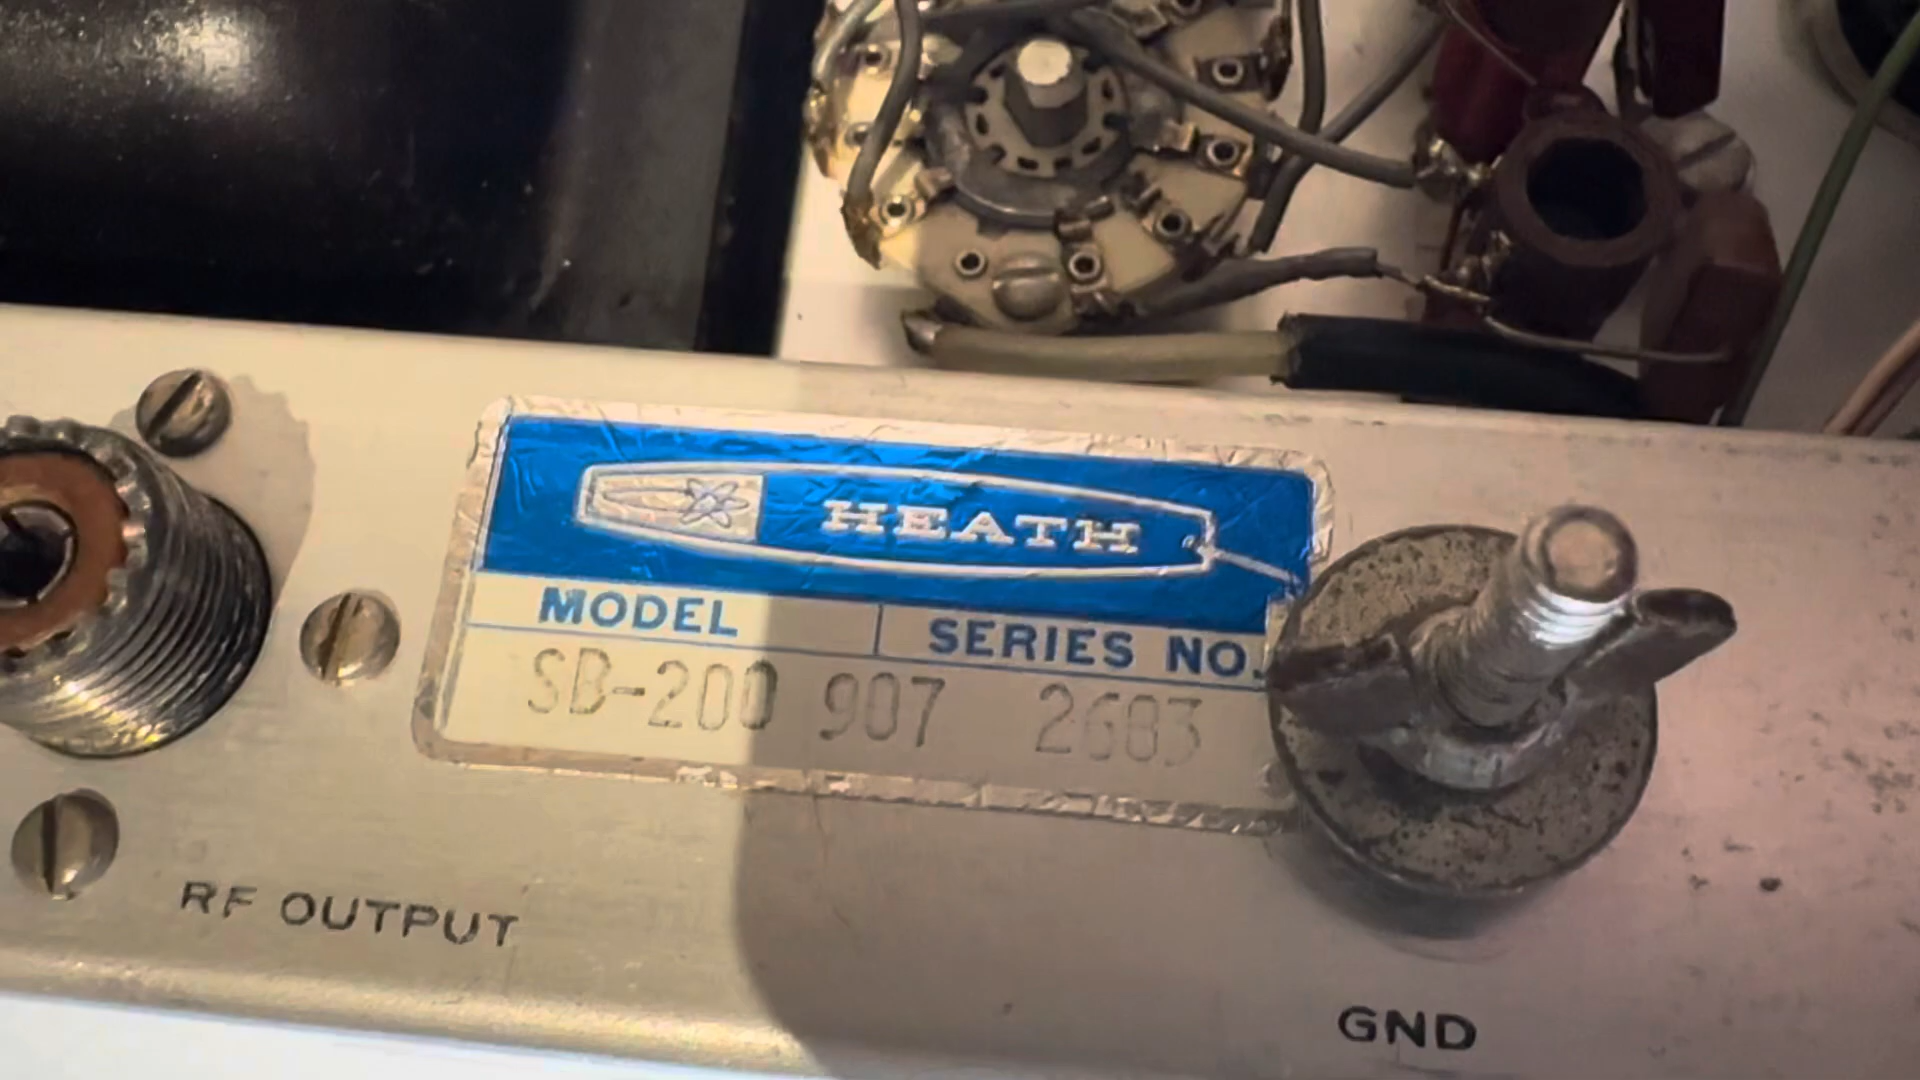 HEATH
MODEL SERIES NO.
SB-200 907 2683
RF OUTPUT
GND